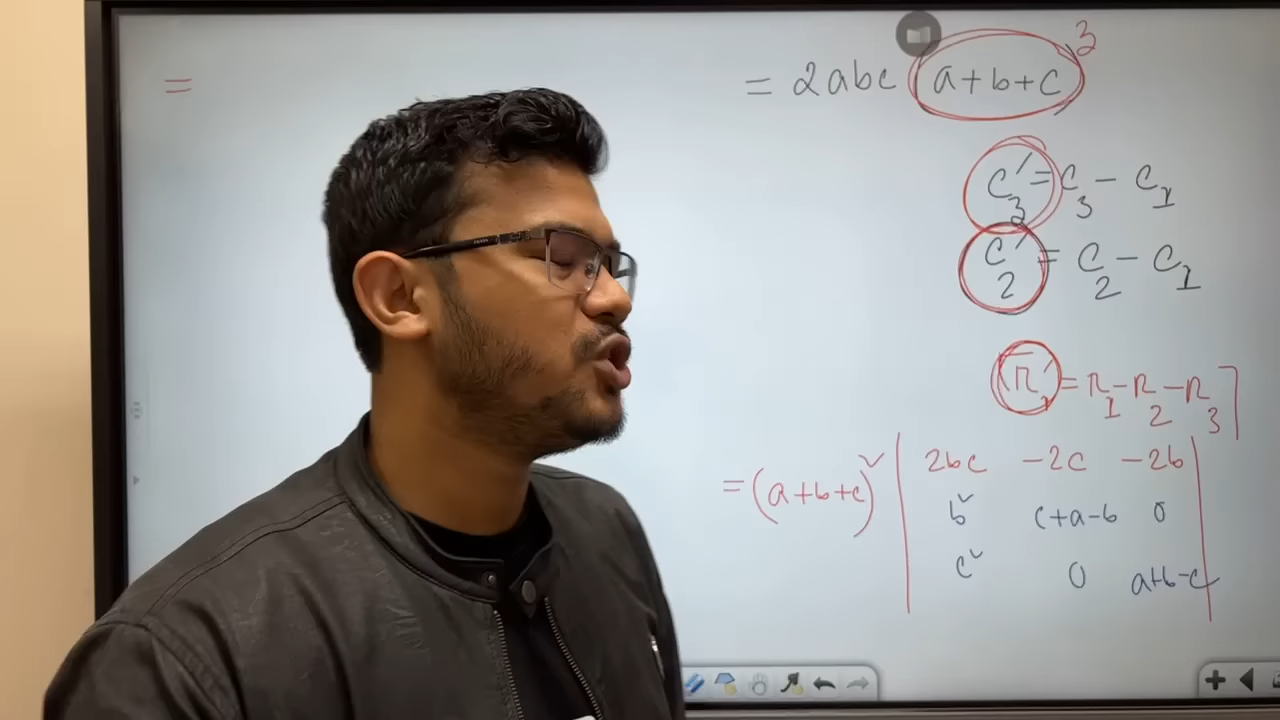 =
= 2abc (a+b+c)³
c₃′ = c₃ - c₁
c₂′ = c₂ - c₁
r₁′ = r₁-r₂-r₃]
= (a+b+c)² | 2bc -2c -2b |
b² c+a-b 0
c² 0 a+b-c